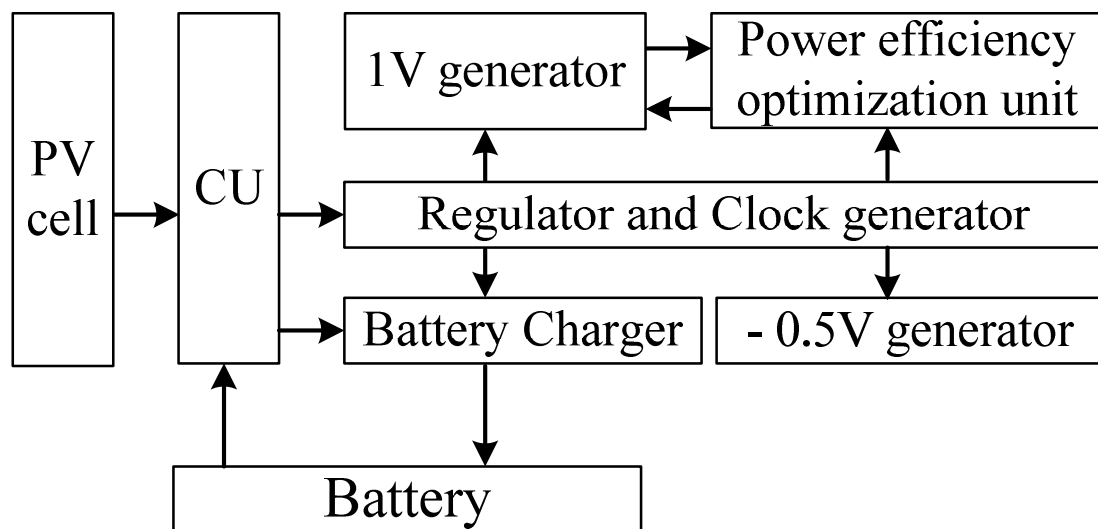 PV
cell
CU
1V generator
Power efficiency
optimization unit
Regulator and Clock generator
Battery Charger
- 0.5V generator
Battery